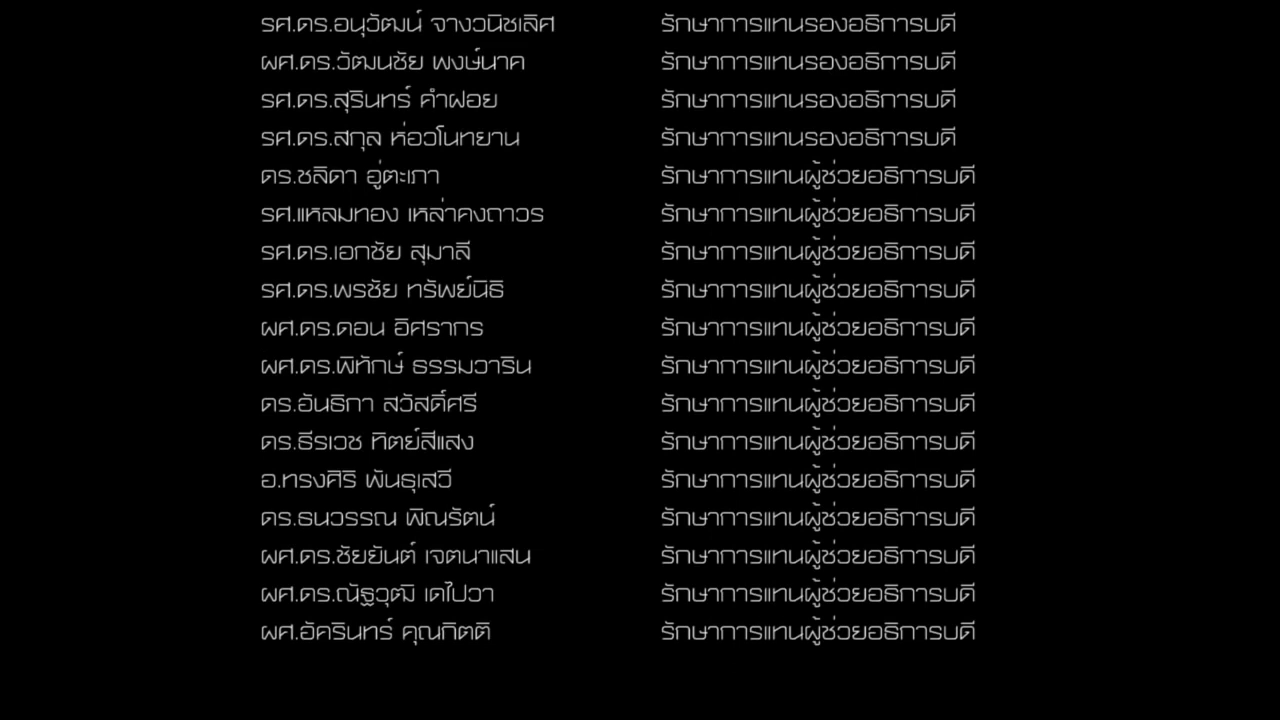 รศ.ดร.อนุวัฒน์ จางวนิชเลิศ รักษาการแทนรองอธิการบดี
ผศ.ดร.วัฒนชัย พงษ์นาค รักษาการแทนรองอธิการบดี
รศ.ดร.สุรินทร์ คำฝอย รักษาการแทนรองอธิการบดี
รศ.ดร.สกุล ห่อวโนทยาน รักษาการแทนรองอธิการบดี
ดร.ชลิดา อู่ตะเภา รักษาการแทนผู้ช่วยอธิการบดี
รศ.แหลมทอง เหล่าคงถาวร รักษาการแทนผู้ช่วยอธิการบดี
รศ.ดร.เอกชัย สุมาลี รักษาการแทนผู้ช่วยอธิการบดี
รศ.ดร.พรชัย ทรัพย์นิธิ รักษาการแทนผู้ช่วยอธิการบดี
ผศ.ดร.ดอน อิศรากร รักษาการแทนผู้ช่วยอธิการบดี
ผศ.ดร.พิทักษ์ ธรรมวาริน รักษาการแทนผู้ช่วยอธิการบดี
ดร.อันธิกา สวัสดิ์ศรี รักษาการแทนผู้ช่วยอธิการบดี
ดร.ธีรเวช ทิตย์สีแสง รักษาการแทนผู้ช่วยอธิการบดี
อ.ทรงศิริ พันธุเสวี รักษาการแทนผู้ช่วยอธิการบดี
ดร.ธนวรรณ พิณรัตน์ รักษาการแทนผู้ช่วยอธิการบดี
ผศ.ดร.ชัยยันต์ เจตนาแสน รักษาการแทนผู้ช่วยอธิการบดี
ผศ.ดร.ณัฐวุฒิ เดไปวา รักษาการแทนผู้ช่วยอธิการบดี
ผศ.อัครินทร์ คุณกิตติ รักษาการแทนผู้ช่วยอธิการบดี